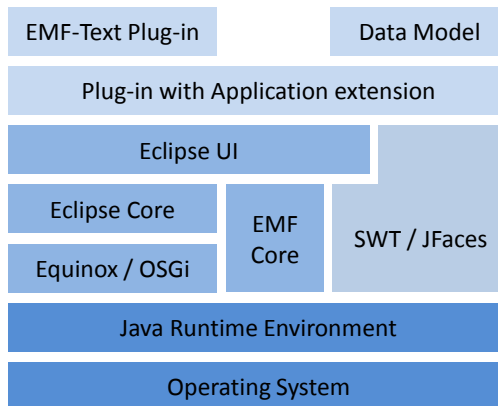 EMF-Text Plug-in
Data Model
Plug-in with Application extension
Eclipse UI
Eclipse Core
EMF
Core
SWT / JFaces
Equinox / OSGi
Java Runtime Environment
Operating System